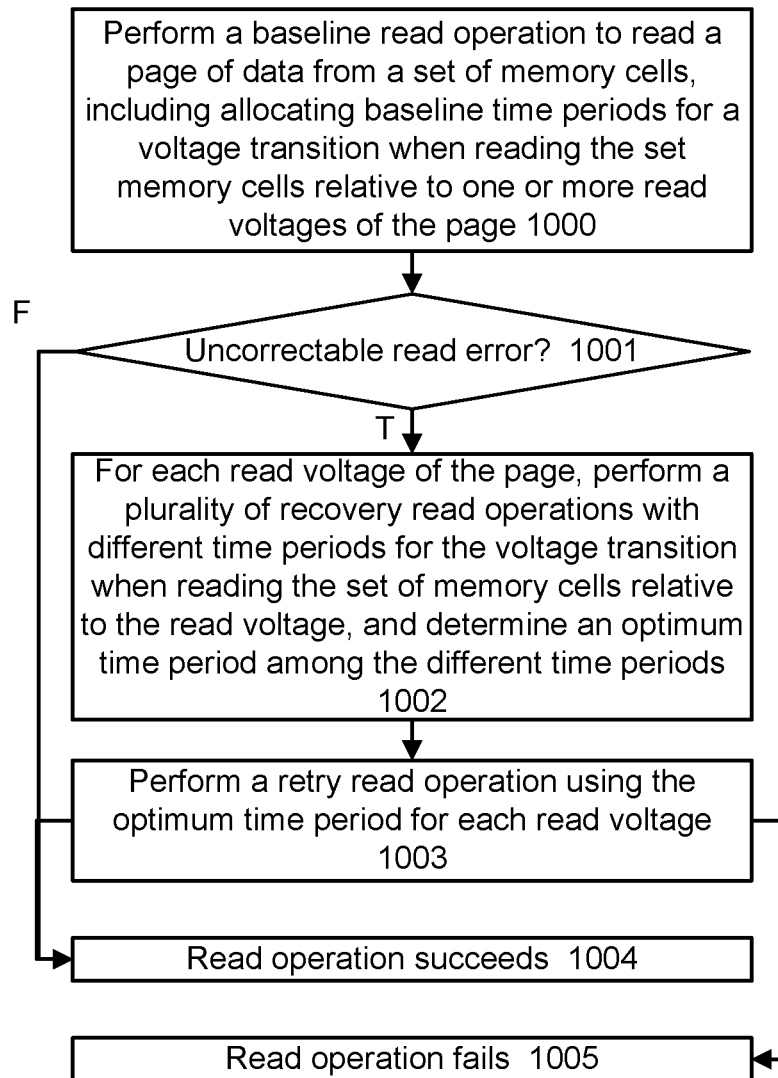 Perform a baseline read operation to read a
page of data from a set of memory cells,
including allocating baseline time periods for a
voltage transition when reading the set
memory cells relative to one or more read
voltages of the page 1000
F
Uncorrectable read error? 1001
T
For each read voltage of the page, perform a
plurality of recovery read operations with
different time periods for the voltage transition
when reading the set of memory cells relative
to the read voltage, and determine an optimum
time period among the different time periods
1002
Perform a retry read operation using the
optimum time period for each read voltage
1003
Read operation succeeds 1004
Read operation fails 1005